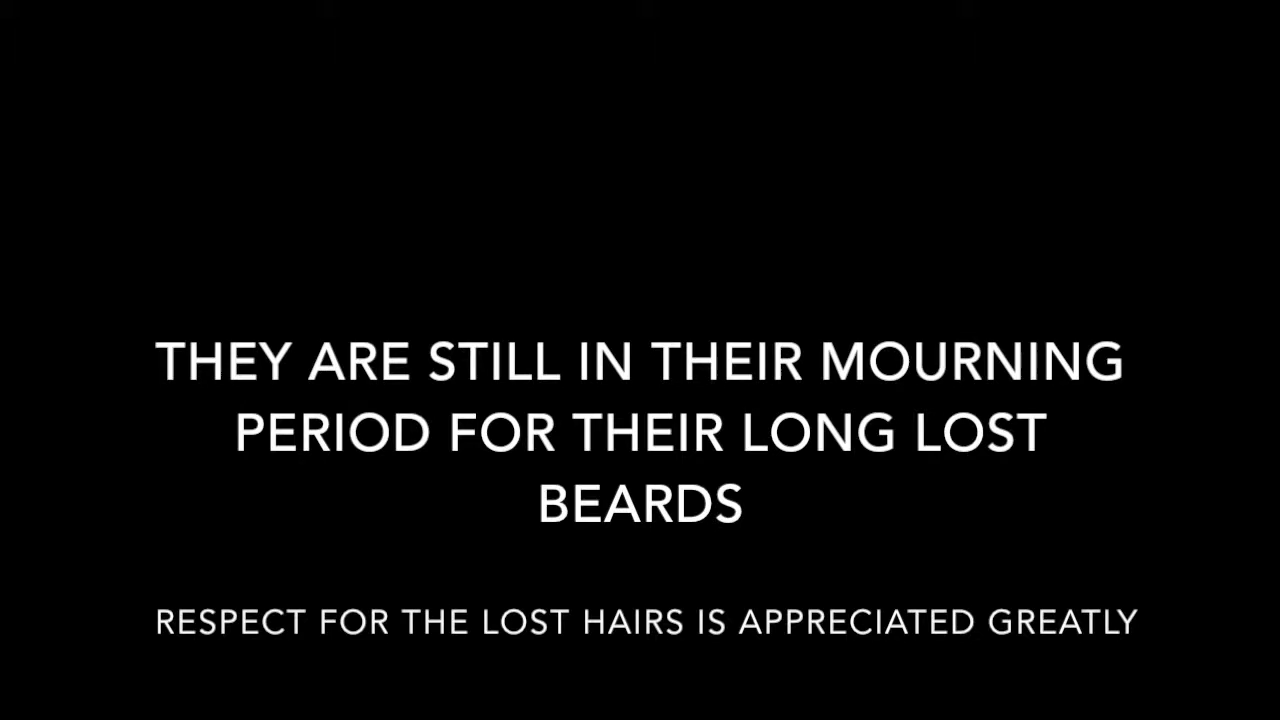 THEY ARE STILL IN THEIR MOURNING
PERIOD FOR THEIR LONG LOST
BEARDS
RESPECT FOR THE LOST HAIRS IS APPRECIATED GREATLY